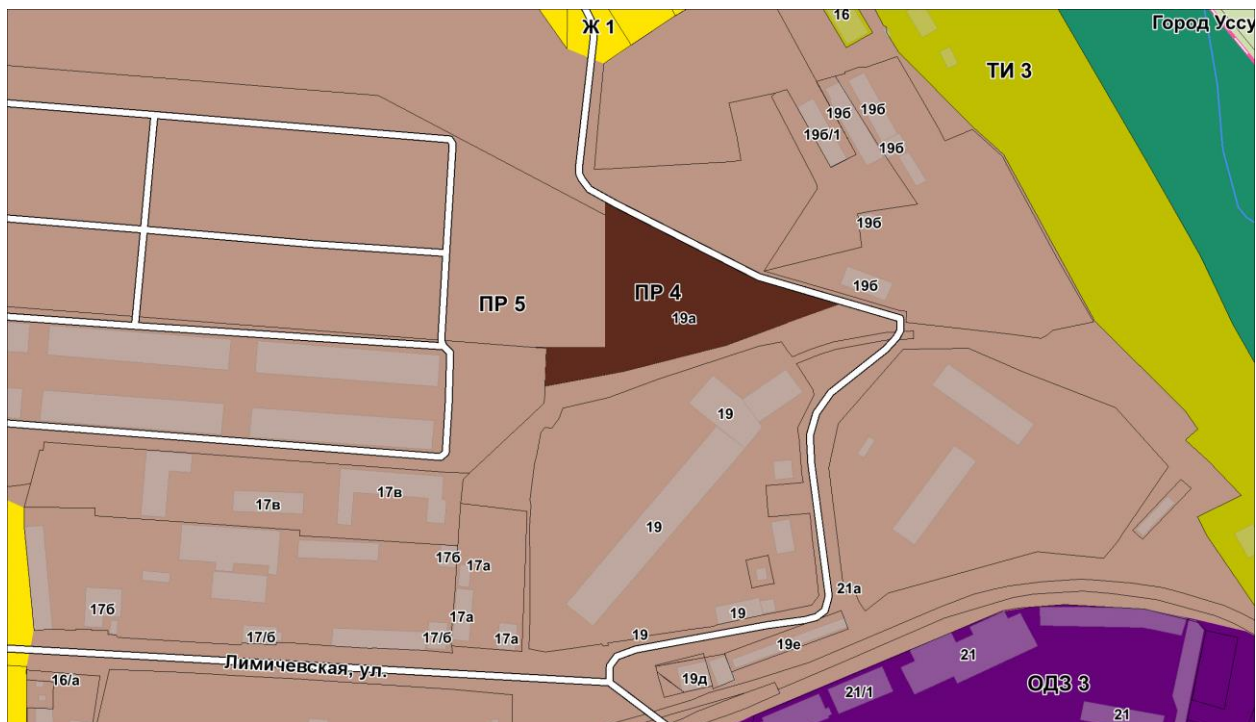 16
Город Уссу
Ж 1
ТИ 3
19б
19б
19б/1
19б
19б
19б
ПР 4
ПР 5
19а
19
17в
17в
19
17б
17а
21а
17б
17а
19
17/б
17/б
17а
19
19е
Лимичевская, ул.
21
16/а
19д
ОДЗ 3
21/1
21